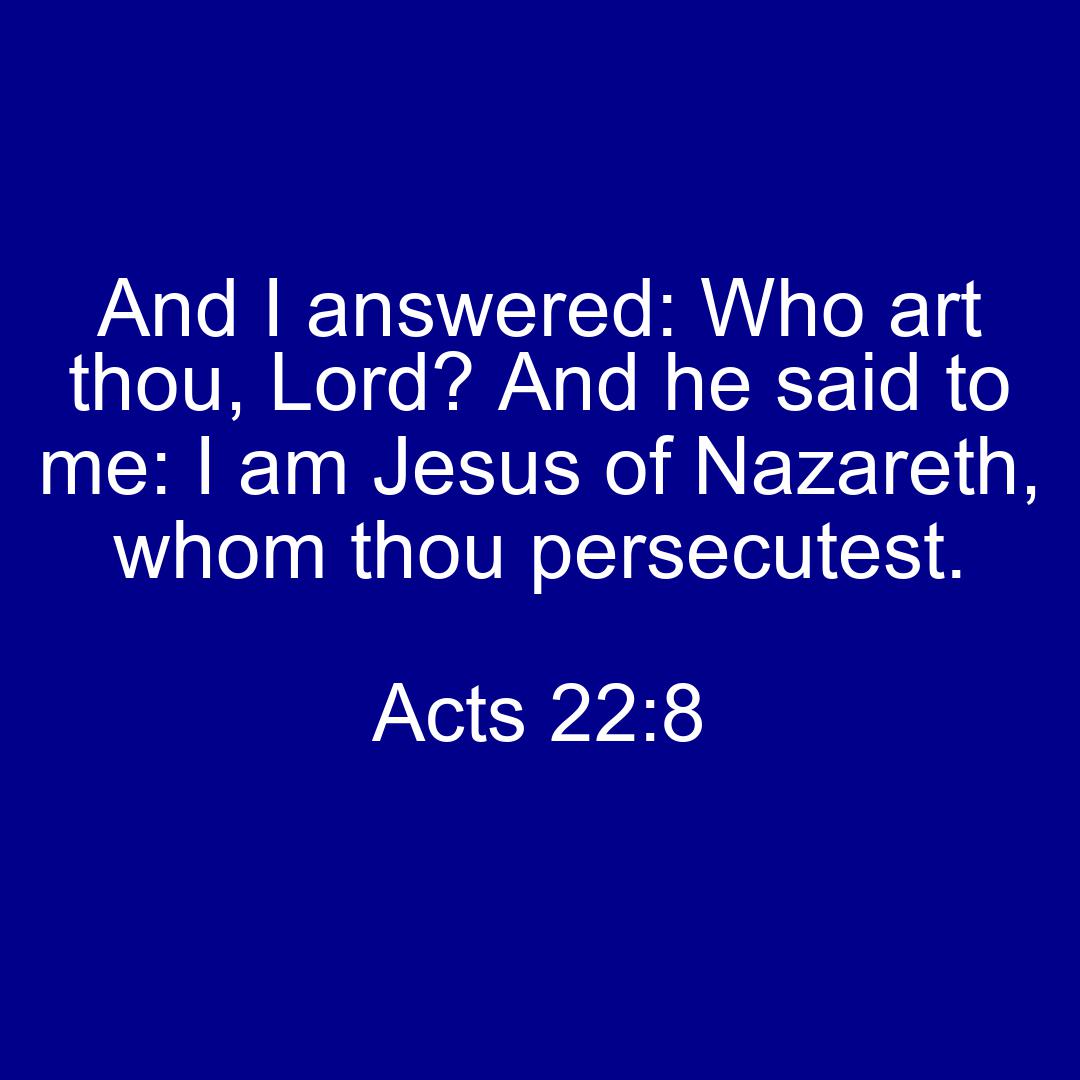 And I answered: Who art
thou, Lord? And he said to
me: I am Jesus of Nazareth,
whom thou persecutest.
Acts 22:8